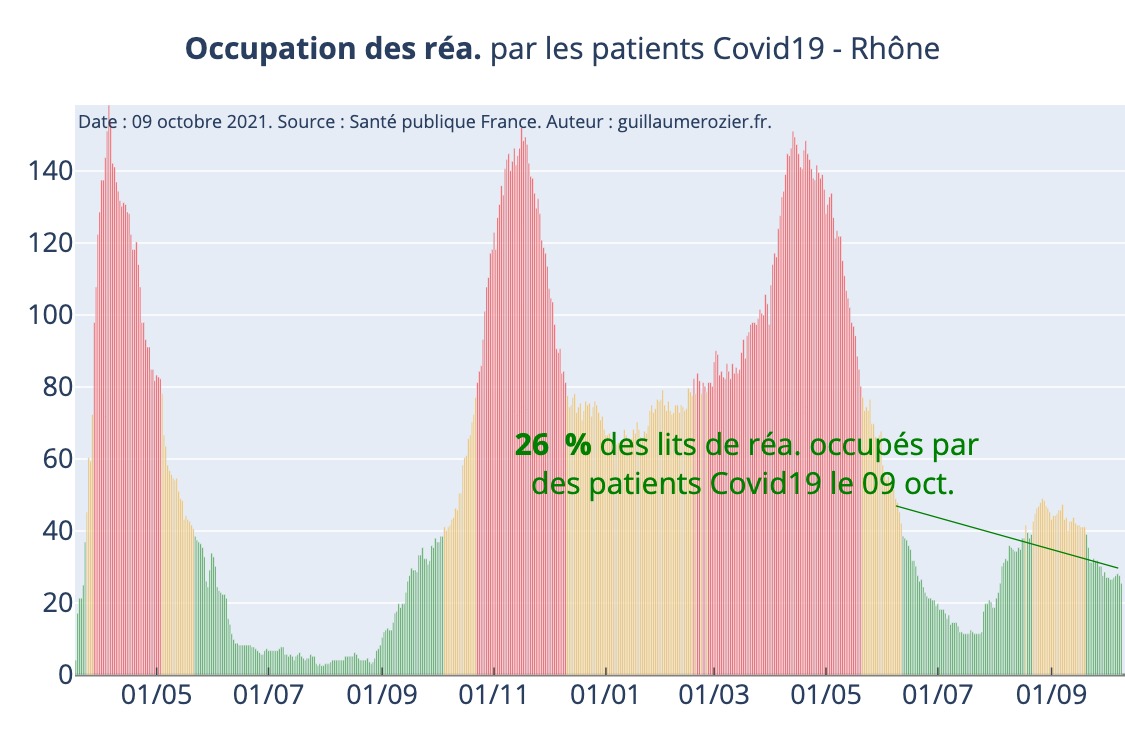 Occupation des réa. par les patients Covid19 - Rhône
Date : 09 octobre 2021. Source : Santé publique France. Auteur : guillaumerozier.fr.
140
120
100
80
60
40
20
0
26 % des lits de réa. occupés par
des patients Covid19 le 09 oct.
01/05 01/07 01/09 01/11 01/01 01/03 01/05 01/07 01/09